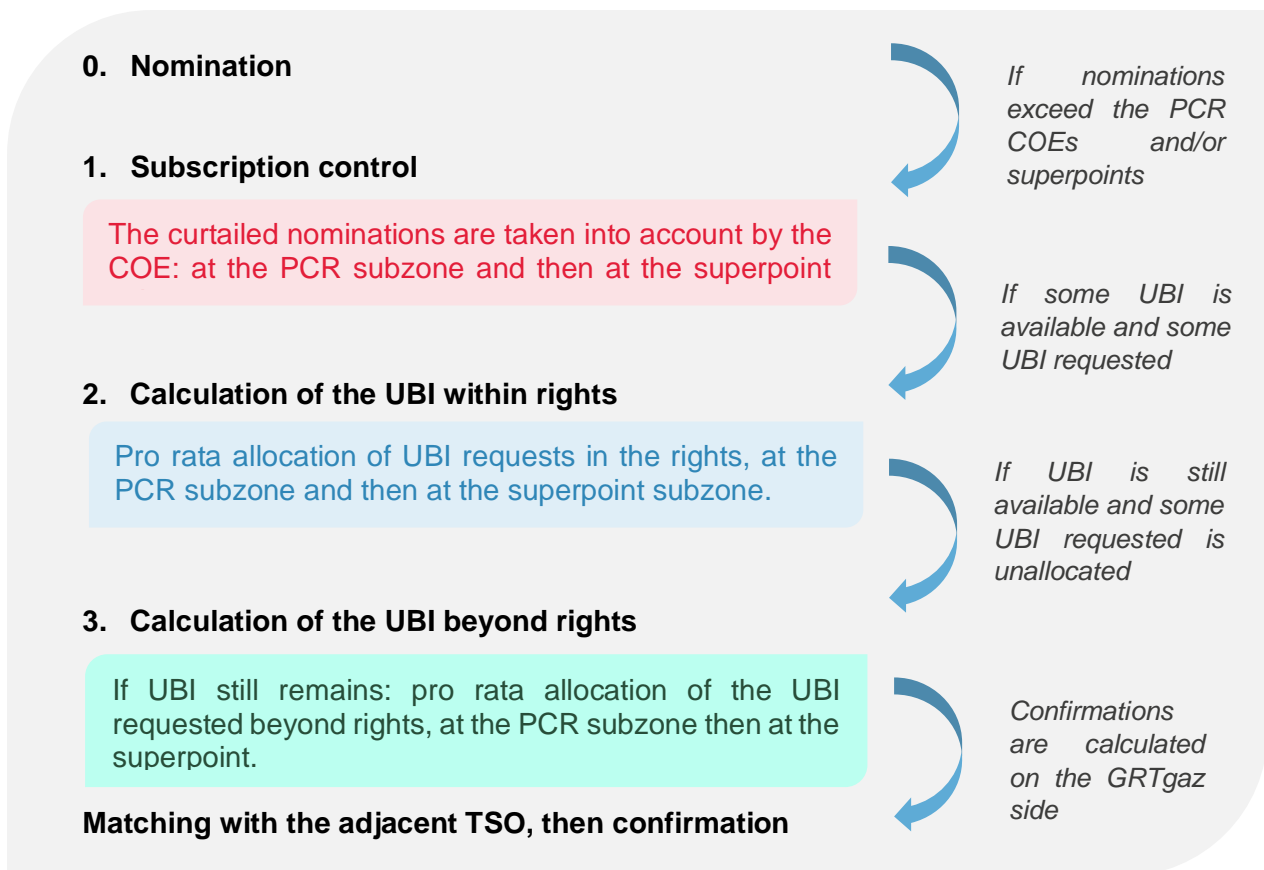 0. Nomination
If nominations
exceed the PCR
COEs and/or
superpoints
1. Subscription control
The curtailed nominations are taken into account by the
COE: at the PCR subzone and then at the superpoint
If some UBI is
available and some
UBI requested
2. Calculation of the UBI within rights
Pro rata allocation of UBI requests in the rights, at the
PCR subzone and then at the superpoint subzone.
If UBI is still
available and some
UBI requested is
unallocated
3. Calculation of the UBI beyond rights
If UBI still remains: pro rata allocation of the UBI
requested beyond rights, at the PCR subzone then at the
superpoint.
Confirmations
are calculated
on the GRTgaz
side
Matching with the adjacent TSO, then confirmation